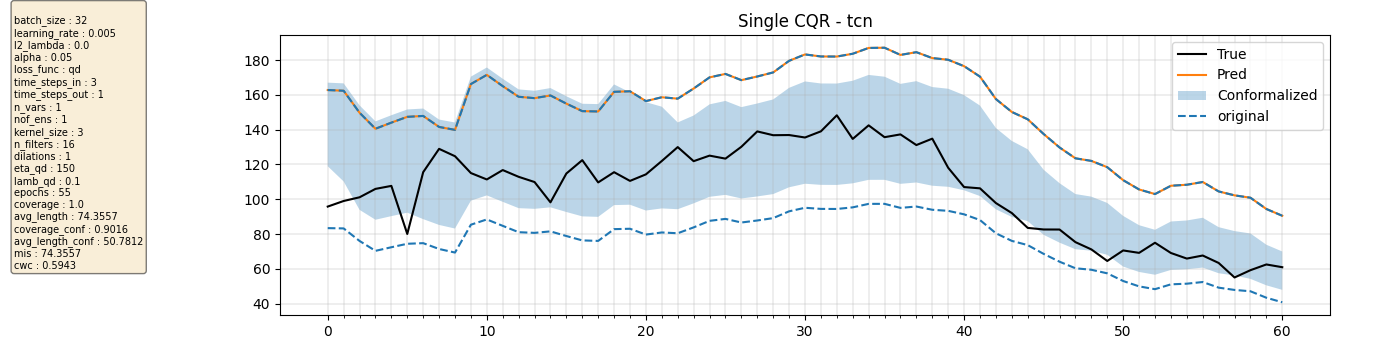 Single CQR - tcn
batch_size : 32
learning_rate : 0.005
l2_lambda : 0.0
alpha : 0.05
loss_func : qd
time_steps_in : 3
time_steps_out : 1
n_vars : 1
nof_ens : 1
kernel_size : 3
n_filters : 16
dilations : 1
eta_qd : 150
lamb_qd : 0.1
epochs : 55
coverage : 1.0
avg_length : 74.3557
coverage_conf : 0.9016
avg_length_conf : 50.7812
mis : 74.3557
cwc : 0.5943
180
160
140
120
100
80
60
40
True
Pred
Conformalized
original
0 10 20 30 40 50 60